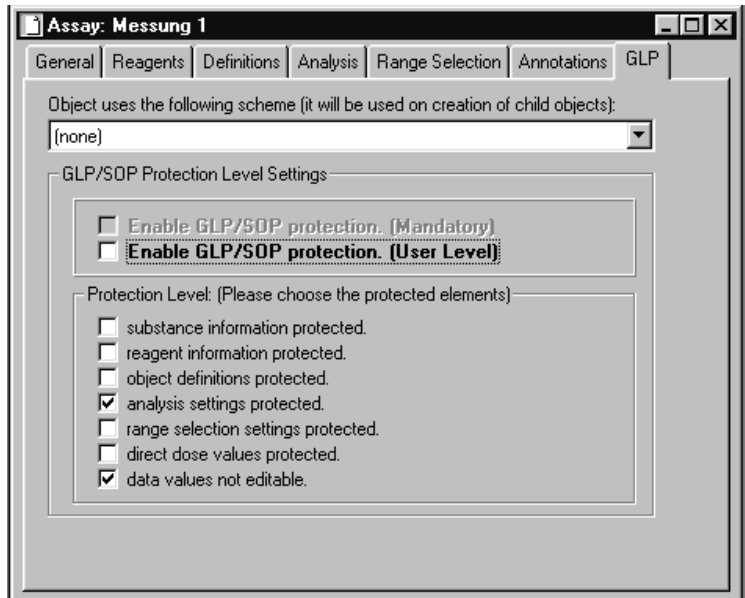 Assay: Messung 1
General Reagents Definitions Analysis Range Selection Annotations GLP
Object uses the following scheme (it will be used on creation of child objects):
(none)
GLP/SOP Protection Level Settings
Enable GLP/SOP protection. (Mandatory)
Enable GLP/SOP protection. (User Level)
Protection Level: (Please choose the protected elements)
substance information protected.
reagent information protected.
object definitions protected.
analysis settings protected.
range selection settings protected.
direct dose values protected.
data values not editable.